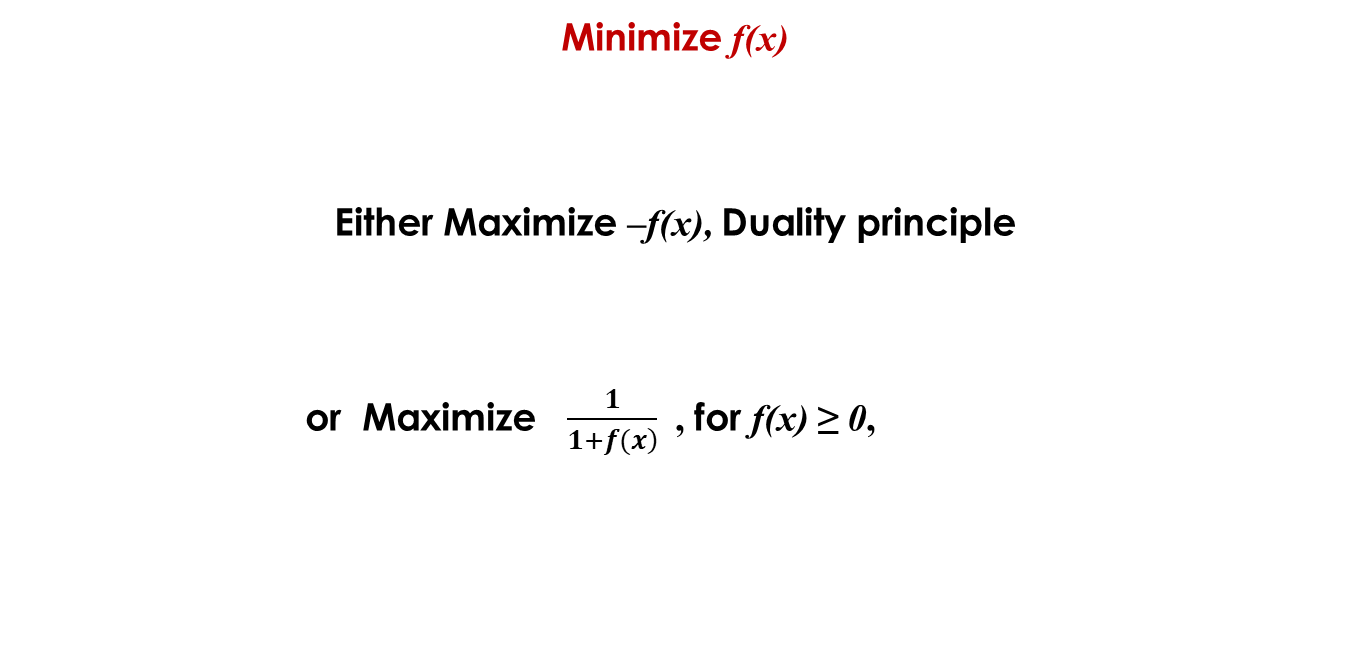 Minimize f(x)
Either Maximize –f(x), Duality principle
or Maximize 1/1+f(x) , for f(x) ≥ 0,